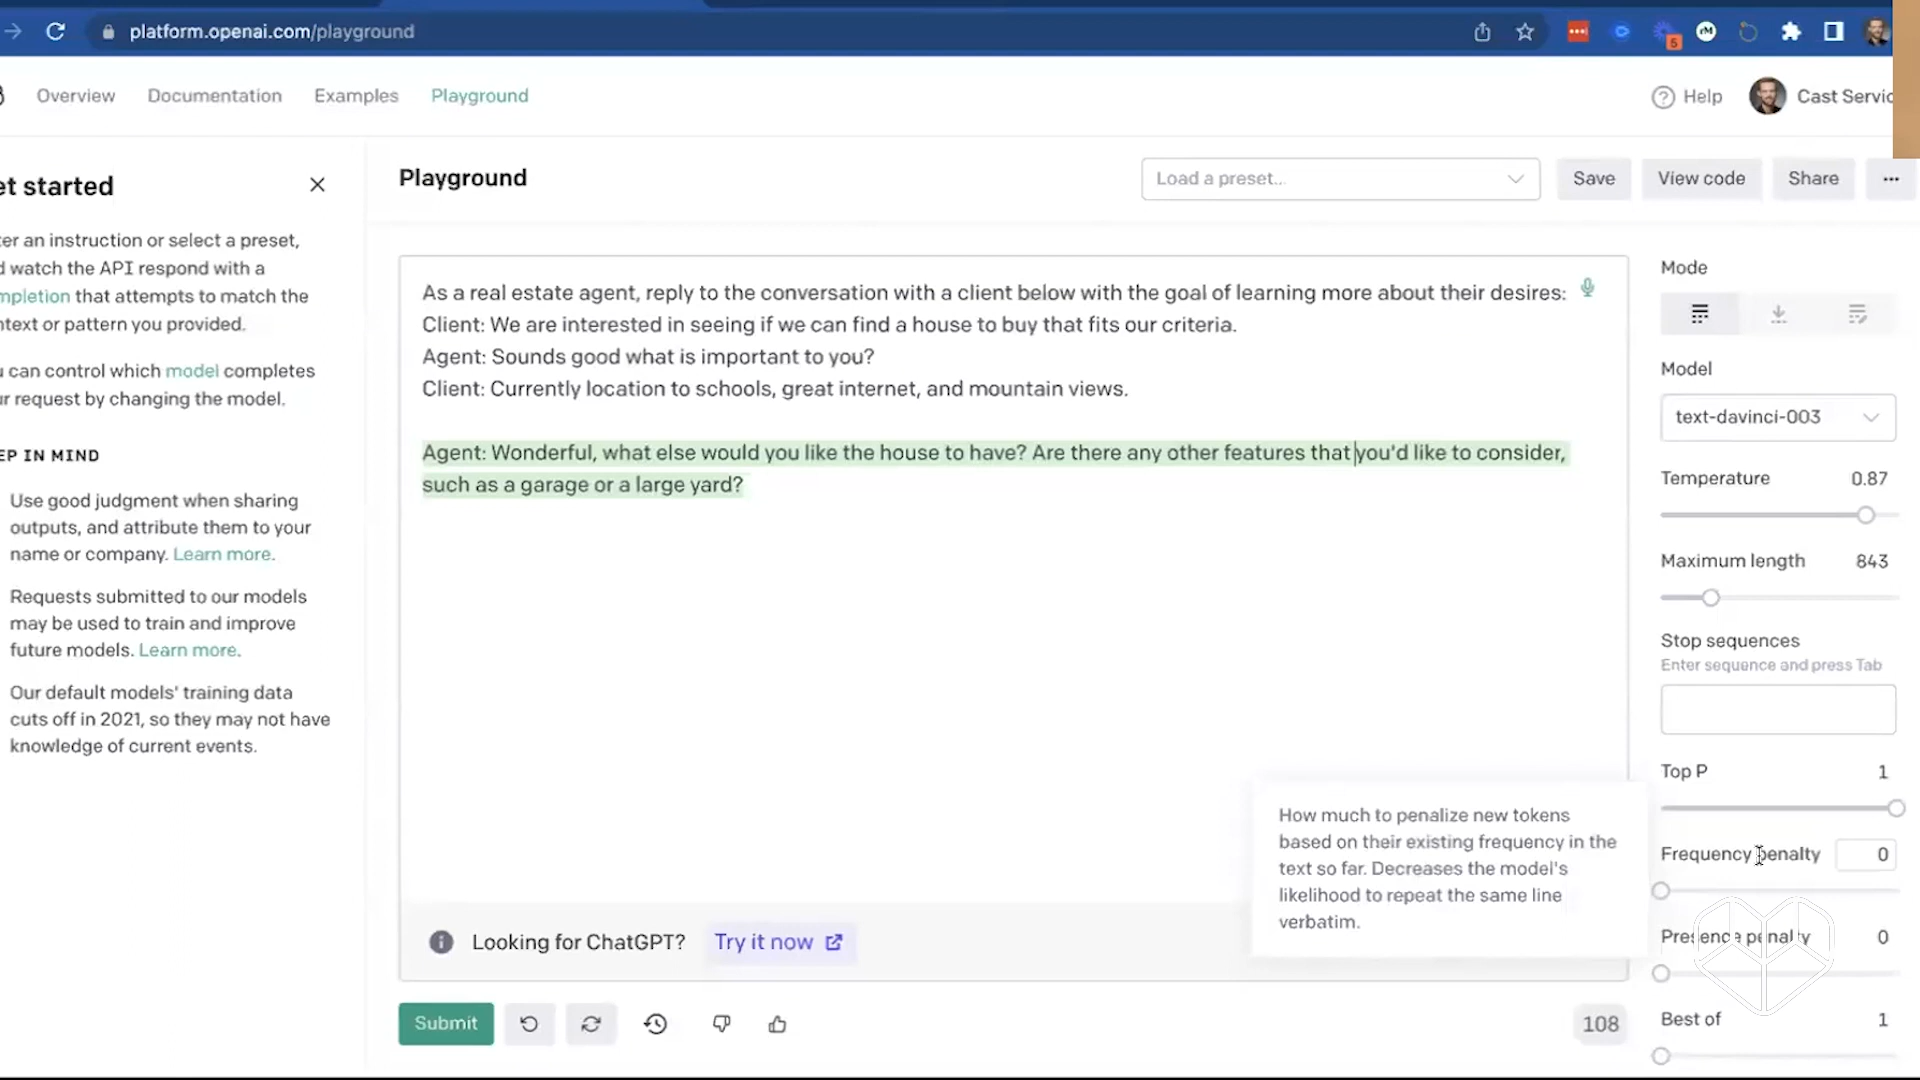 platform.openai.com/playground
5
Overview
Documentation
Examples
Playground
Help
Cast Servic
et started
er an instruction or select a preset,
d watch the API respond with a
mpletion that attempts to match the
ntext or pattern you provided.
u can control which model completes
ur request by changing the model.
EP IN MIND
Use good judgment when sharing
outputs, and attribute them to your
name or company. Learn more.
Requests submitted to our models
may be used to train and improve
future models. Learn more.
Our default models' training data
cuts off in 2021, so they may not have
knowledge of current events.
Playground
Load a preset...
Save
View code
Share
As a real estate agent, reply to the conversation with a client below with the goal of learning more about their desires:
Client: We are interested in seeing if we can find a house to buy that fits our criteria.
Agent: Sounds good what is important to you?
Client: Currently location to schools, great internet, and mountain views.
Agent: Wonderful, what else would you like the house to have? Are there any other features that you'd like to consider,
such as a garage or a large yard?
Looking for ChatGPT? Try it now
Submit
108
Mode
Model
text-davinci-003
Temperature 0.87
Maximum length 843
Stop sequences
Enter sequence and press Tab
Top P 1
How much to penalize new tokens
based on their existing frequency in the
text so far. Decreases the model's
likelihood to repeat the same line
verbatim.
Frequency penalty 0
Presence penalty 0
Best of 1